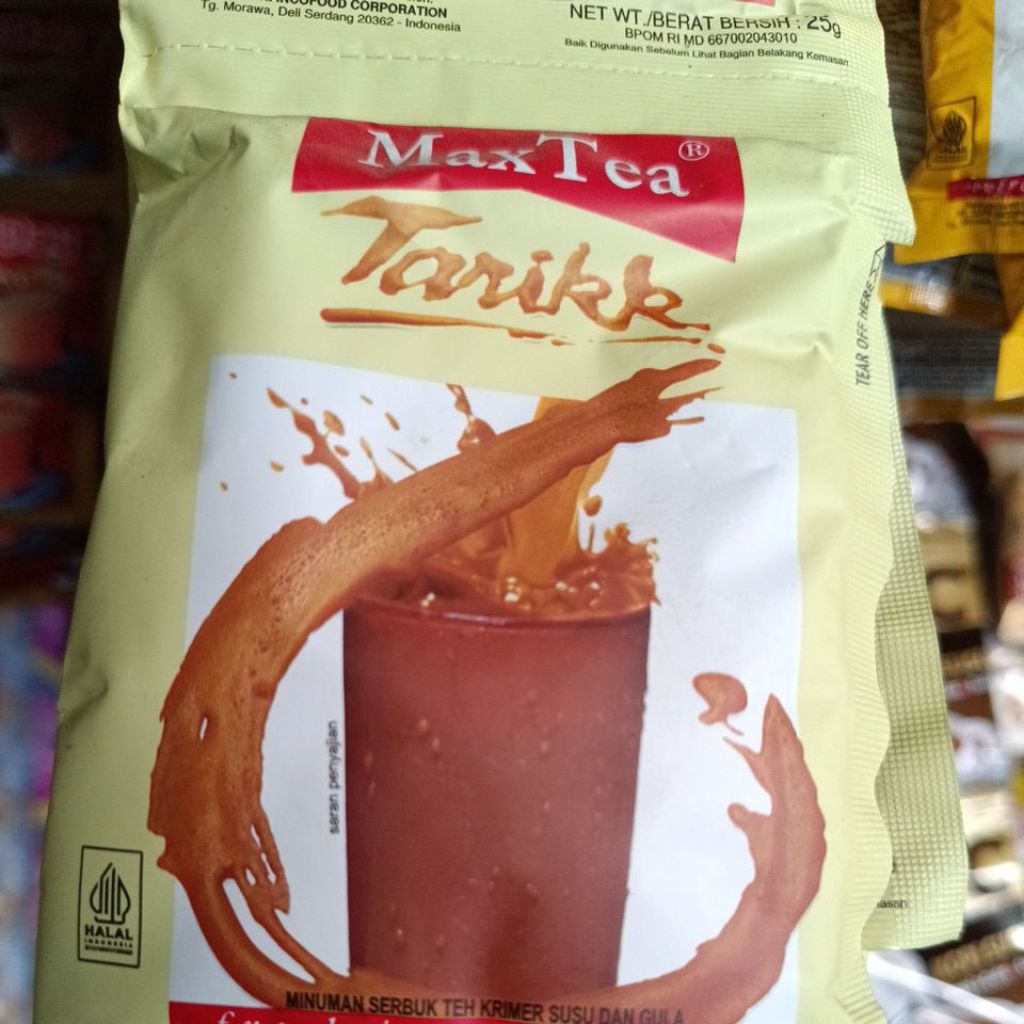 CORPORATION
Tg. Morawa, Deli Serdang 20362 - Indonesia
NET WT./BERAT BERSIH : 25g
BPOM RI MD 667002043010
Baik Digunakan Sebelum Lihat Bagian Belakang Kemasan
MaxTea®
Tarikk
TEAR OFF HERE
saran penyajian
HALAL
INDONESIA
MINUMAN SERBUK TEH KRIMER SUSU DAN GULA